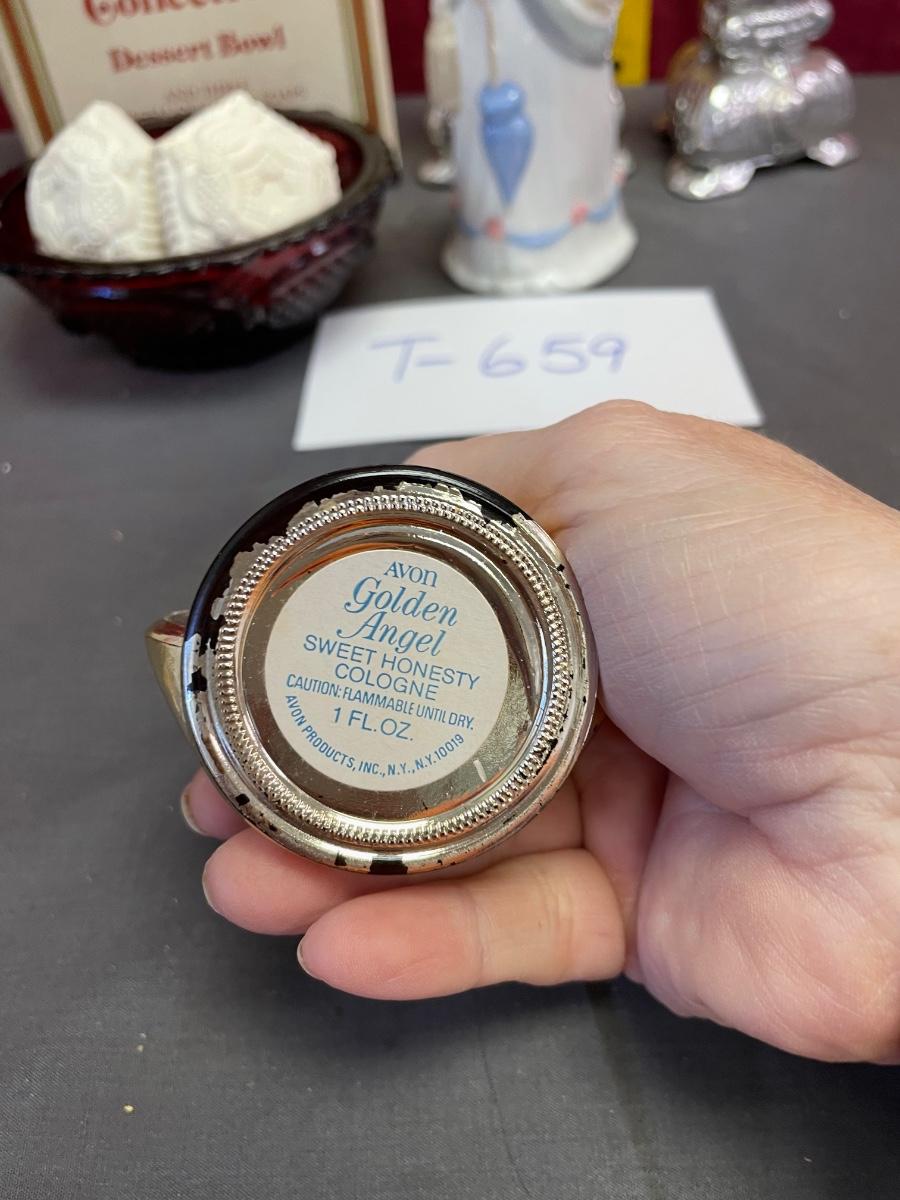 Dessert Bowl
T-659
AVON
Golden
Angel
SWEET HONESTY
COLOGNE
CAUTION: FLAMMABLE UNTIL DRY.
1 FL. OZ.
AVON PRODUCTS, INC., N.Y., N.Y. 10019